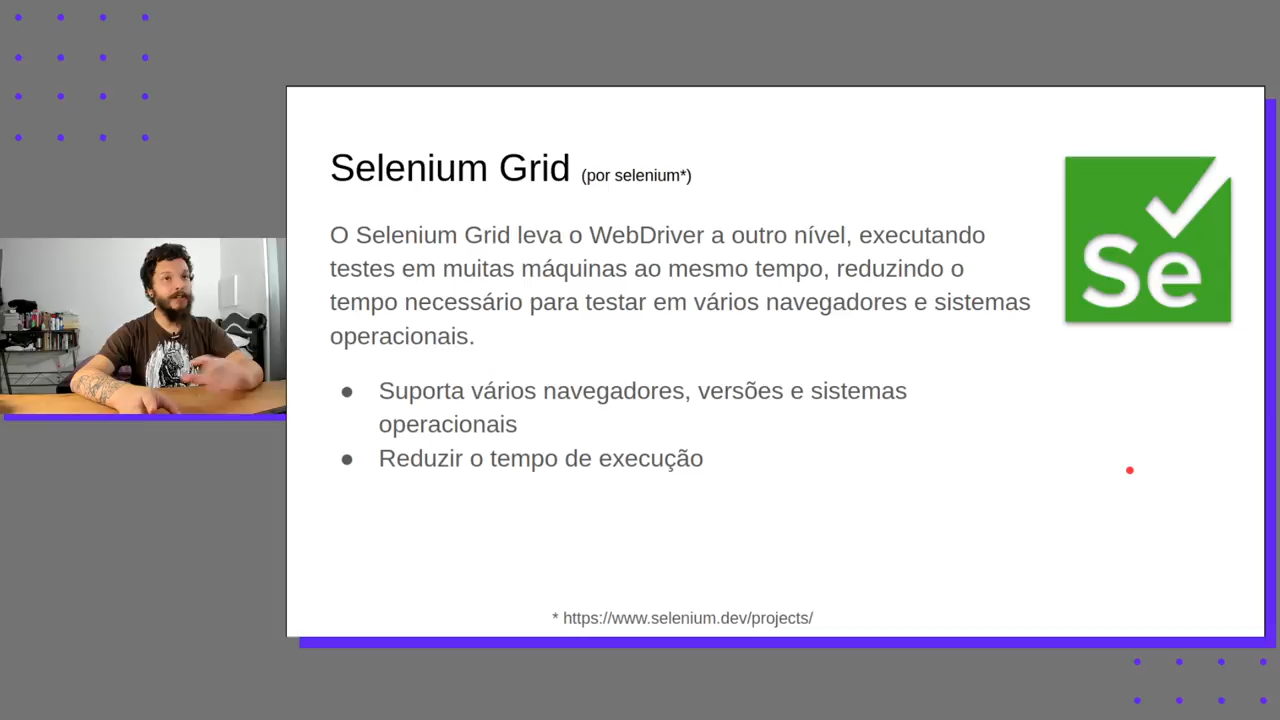 Selenium Grid (por selenium*)
O Selenium Grid leva o WebDriver a outro nível, executando
testes em muitas máquinas ao mesmo tempo, reduzindo o
tempo necessário para testar em vários navegadores e sistemas
operacionais.
● Suporta vários navegadores, versões e sistemas
operacionais
● Reduzir o tempo de execução
Se
* https://www.selenium.dev/projects/